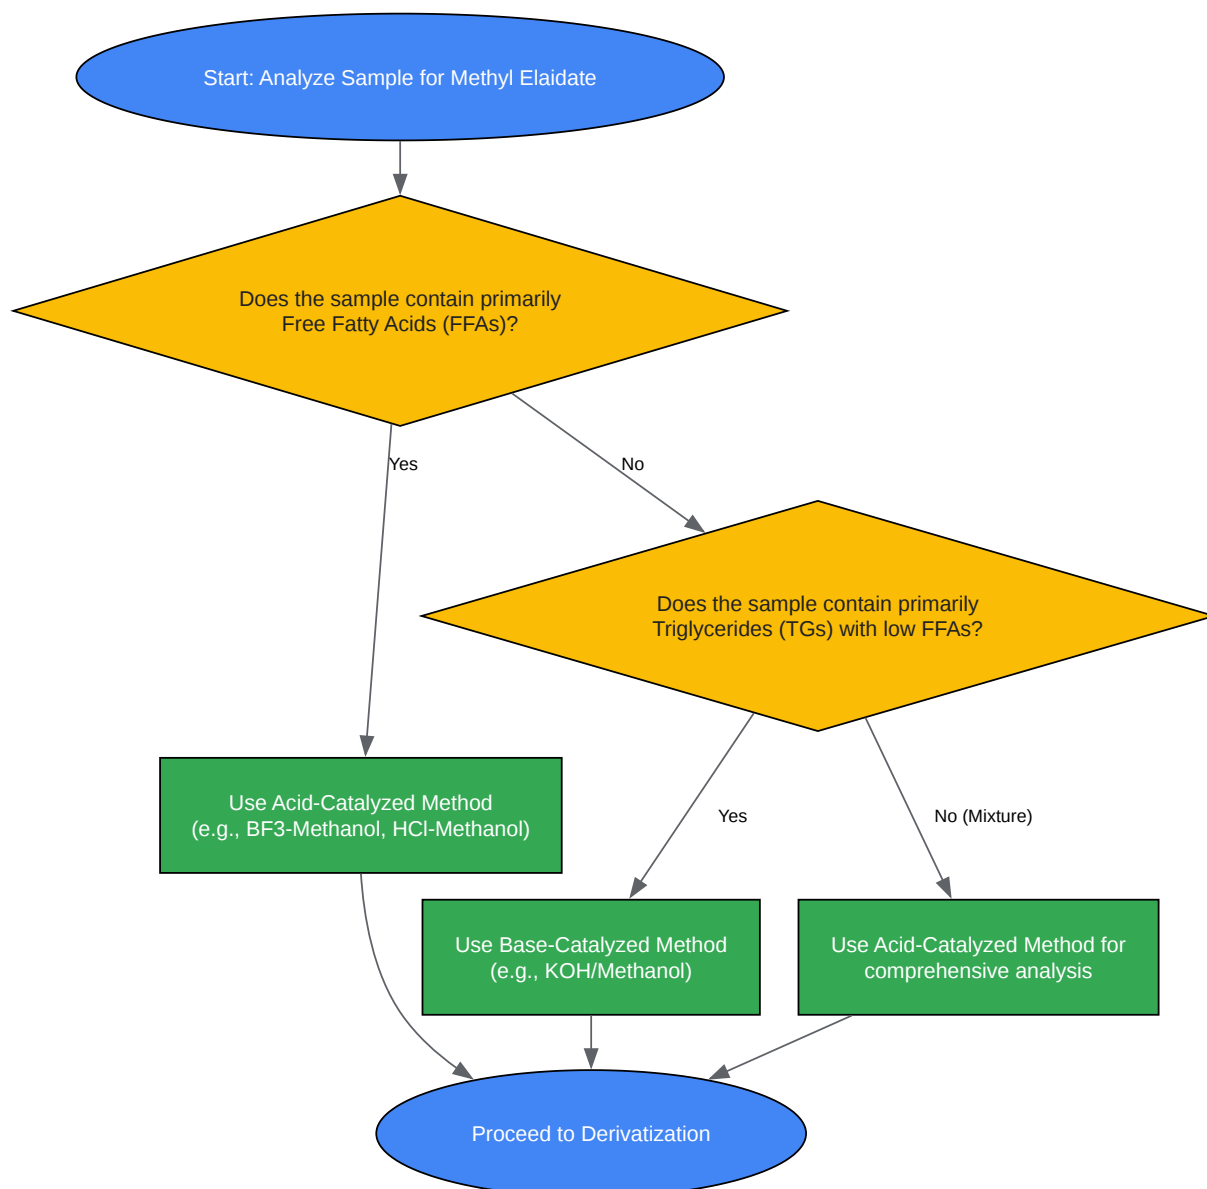 Start: Analyze Sample for Methyl Elaidate
Does the sample contain primarily
Free Fatty Acids (FFAs)?
Yes
No
Does the sample contain primarily
Triglycerides (TGs) with low FFAs?
Use Acid-Catalyzed Method
(e.g., BF3-Methanol, HCl-Methanol)
Yes
No (Mixture)
Use Base-Catalyzed Method
(e.g., KOH/Methanol)
Use Acid-Catalyzed Method for
comprehensive analysis
Proceed to Derivatization